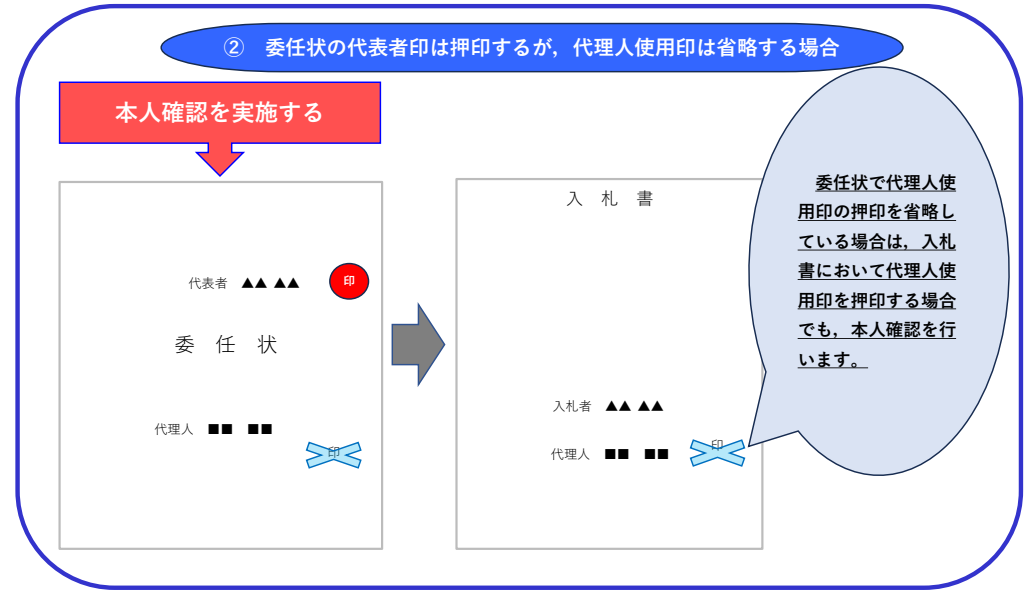 ② 委任状の代表者印は押印するが，代理人使用印は省略する場合
本人確認を実施する
代表者 ▲▲ ▲▲ 印
委 任 状
代理人 ■■ ■■
印
入 札 書
入札者 ▲▲ ▲▲
代理人 ■■ ■■ 印
委任状で代理人使
用印の押印を省略し
ている場合は，入札
書において代理人使
用印を押印する場合
でも，本人確認を行
います。